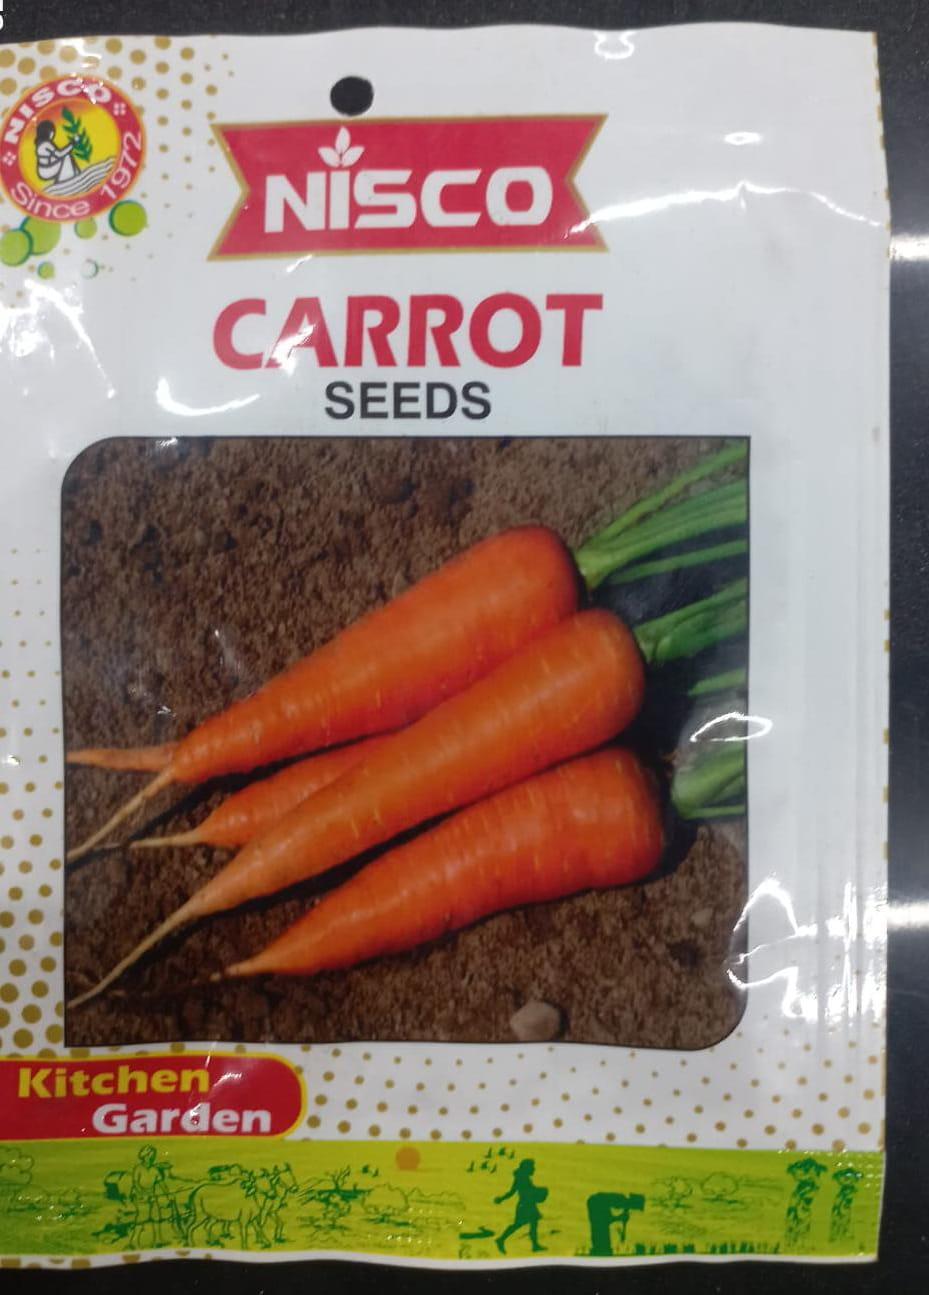 NISCO
Since 1972
NISCO
CARROT
SEEDS
Kitchen
Garden